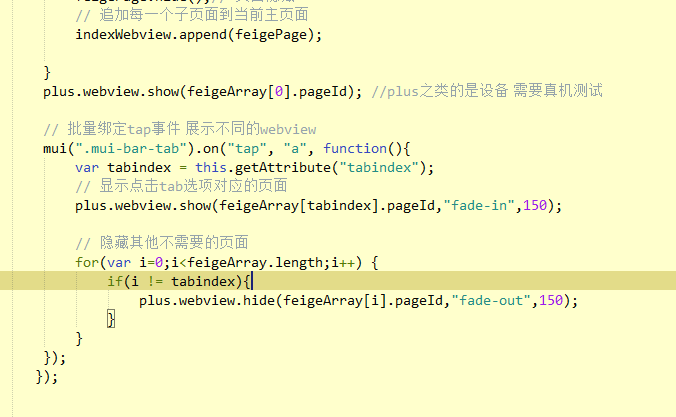 // 追加每一个子页面到当前主页面
indexWebview.append(feigePage);
}
plus.webview.show(feigeArray[0].pageId); //plus之类的是设备 需要真机测试
// 批量绑定tap事件 展示不同的webview
mui(".mui-bar-tab").on("tap", "a", function(){
var tabindex = this.getAttribute("tabindex");
// 显示点击tab选项对应的页面
plus.webview.show(feigeArray[tabindex].pageId,"fade-in",150);
// 隐藏其他不需要的页面
for(var i=0;i<feigeArray.length;i++) {
if(i != tabindex){
plus.webview.hide(feigeArray[i].pageId,"fade-out",150);
}
}
});
});